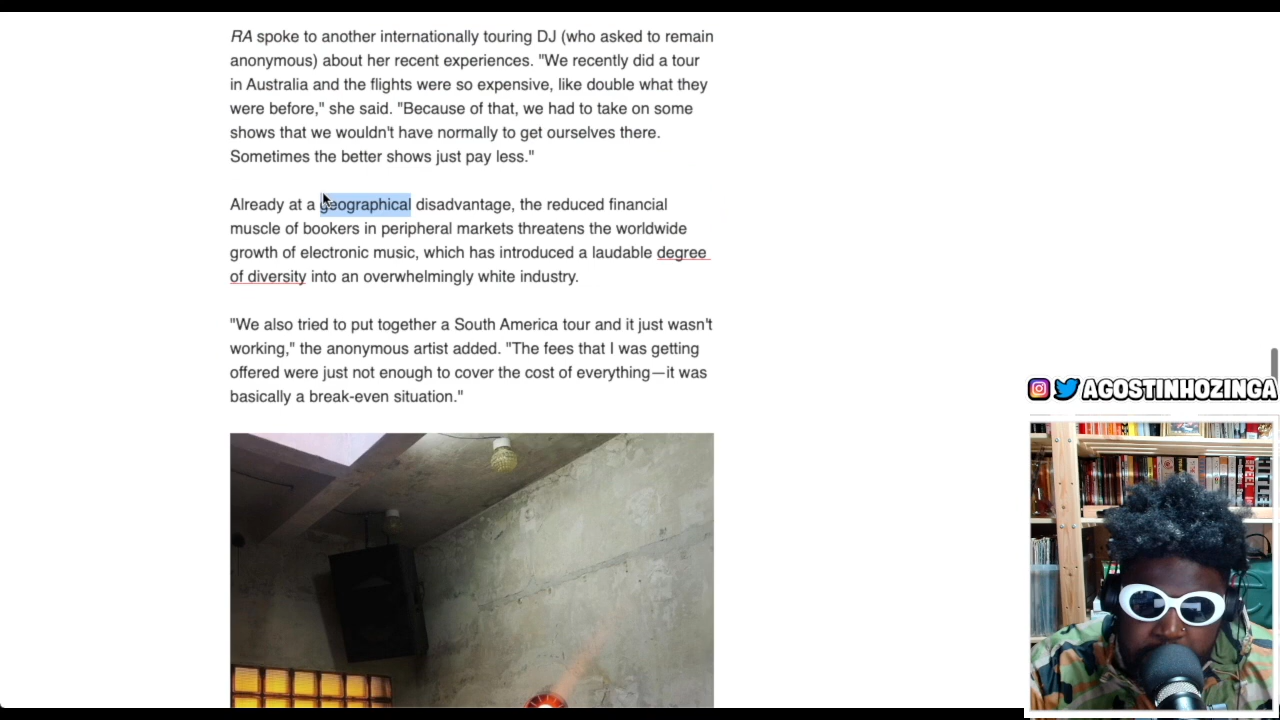 RA spoke to another internationally touring DJ (who asked to remain
anonymous) about her recent experiences. "We recently did a tour
in Australia and the flights were so expensive, like double what they
were before," she said. "Because of that, we had to take on some
shows that we wouldn't have normally to get ourselves there.
Sometimes the better shows just pay less."
Already at a geographical disadvantage, the reduced financial
muscle of bookers in peripheral markets threatens the worldwide
growth of electronic music, which has introduced a laudable degree
of diversity into an overwhelmingly white industry.
"We also tried to put together a South America tour and it just wasn't
working," the anonymous artist added. "The fees that I was getting
offered were just not enough to cover the cost of everything—it was
basically a break-even situation."
AGOSTINHOZINGA